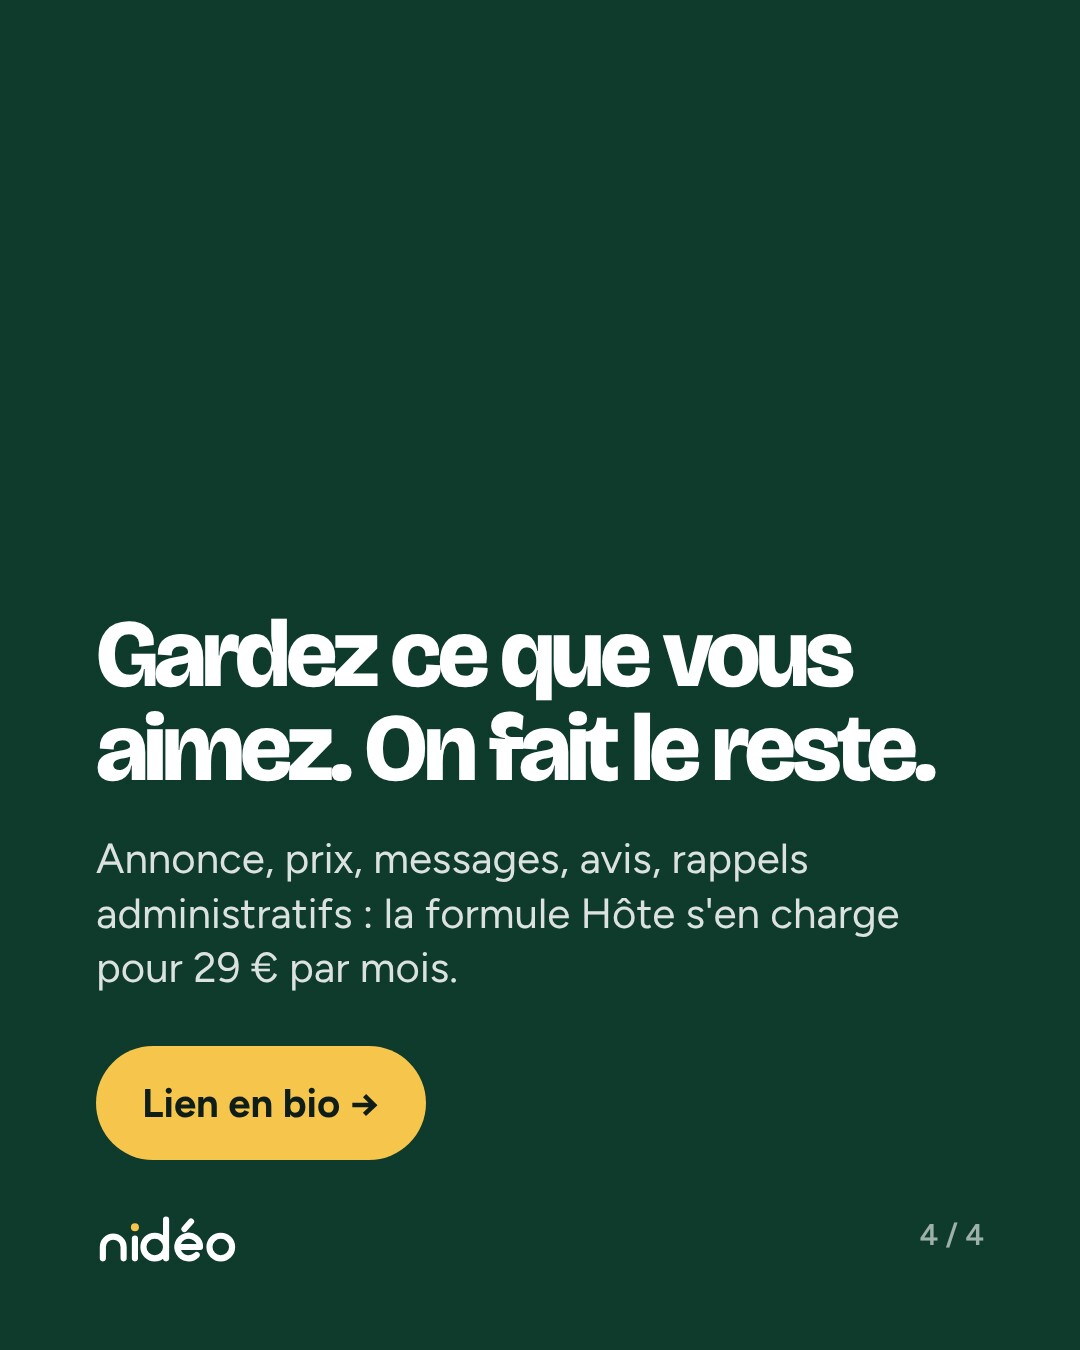 Gardez ce que vous
aimez. On fait le reste.
Annonce, prix, messages, avis, rappels
administratifs : la formule Hôte s'en charge
pour 29 € par mois.
Lien en bio →
nidéo
4 / 4